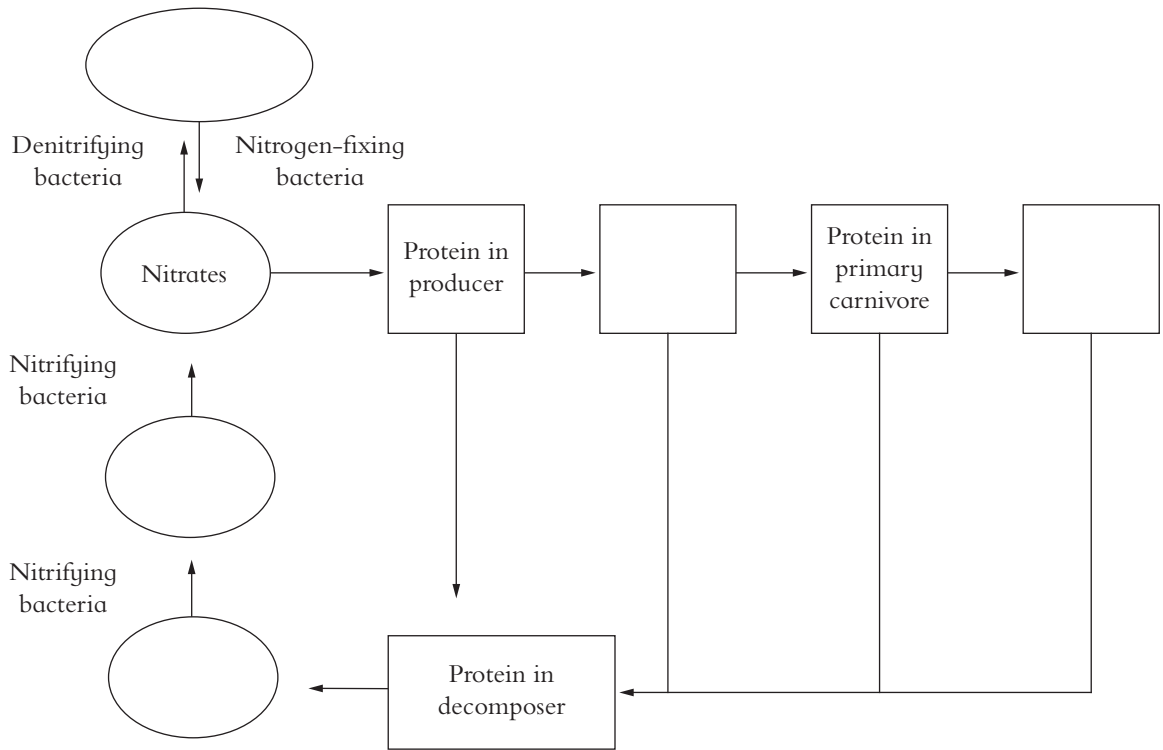 Denitrifying
bacteria
Nitrogen-fixing
bacteria
Nitrates
Protein in
producer
Protein in
primary
carnivore
Nitrifying
bacteria
Nitrifying
bacteria
Protein in
decomposer